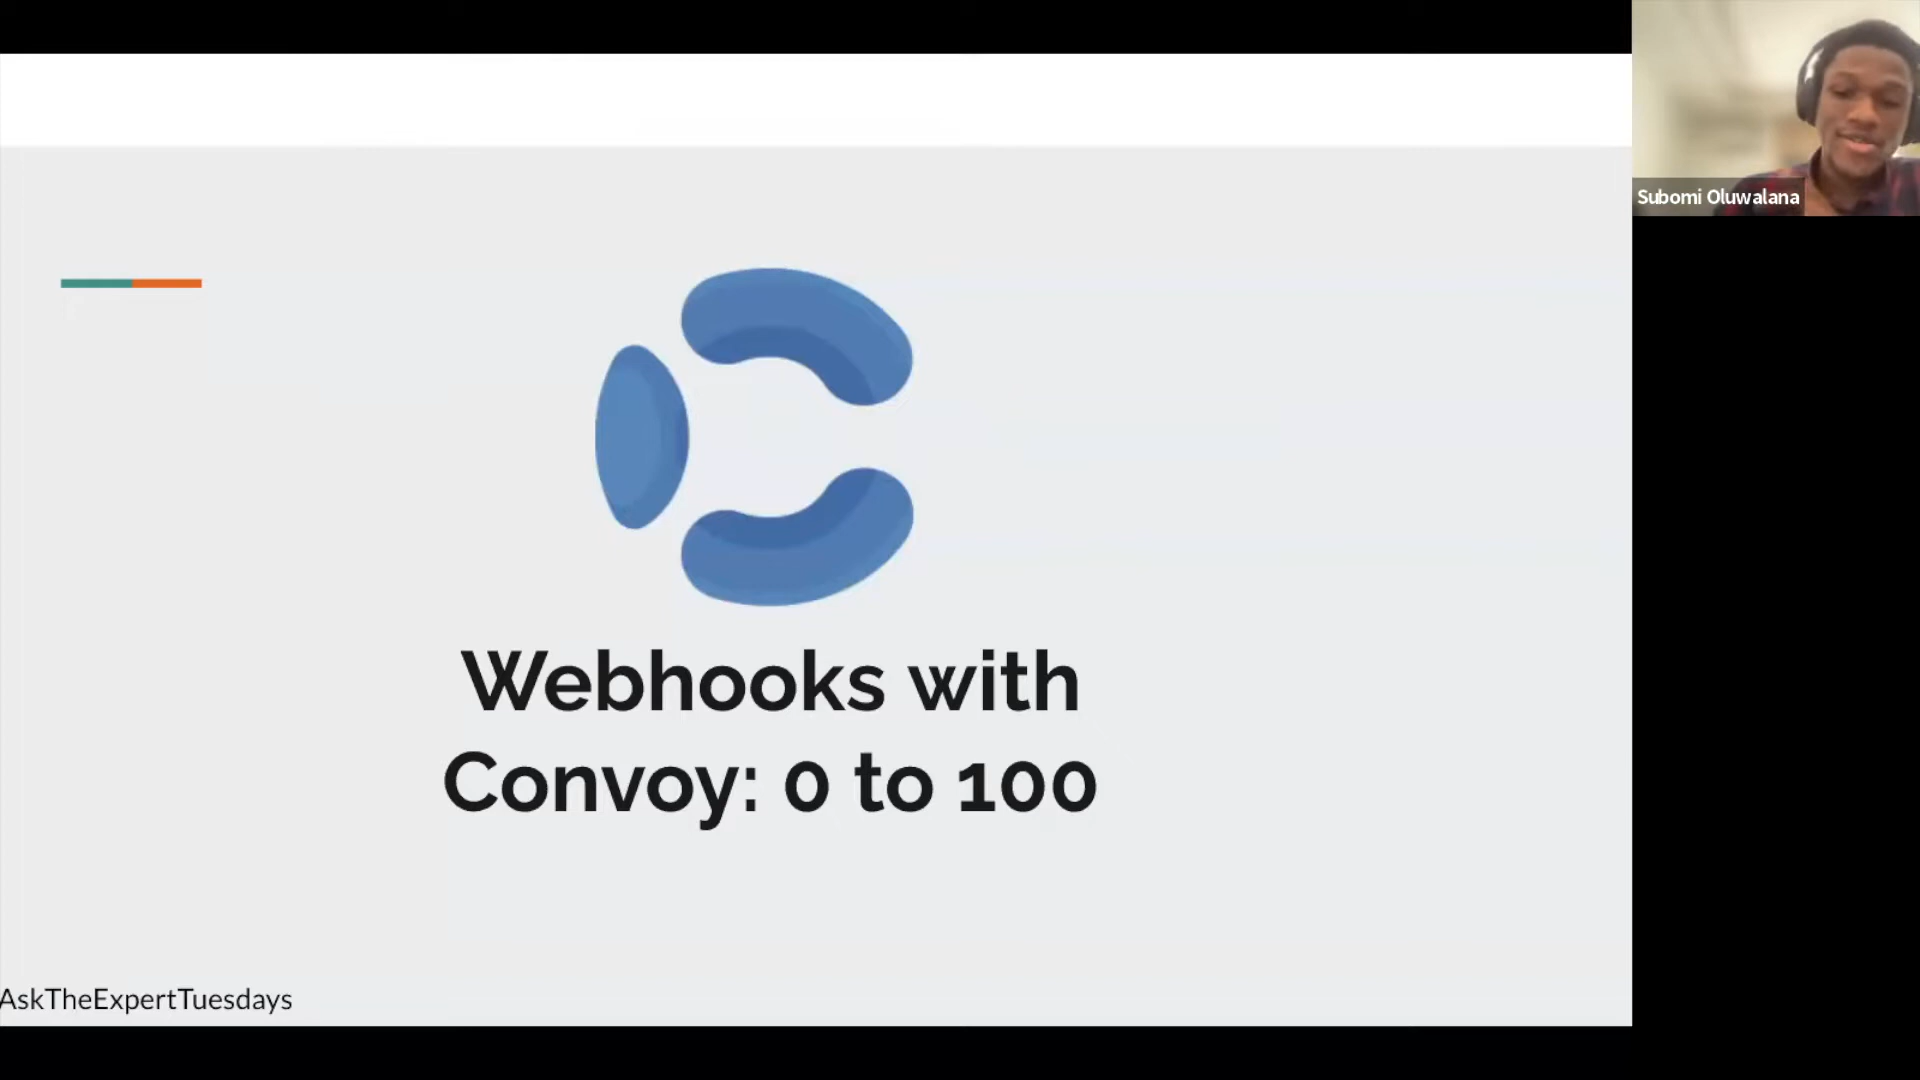 Subomi Oluwalana
Webhooks with
Convoy: 0 to 100
AskTheExpertTuesdays